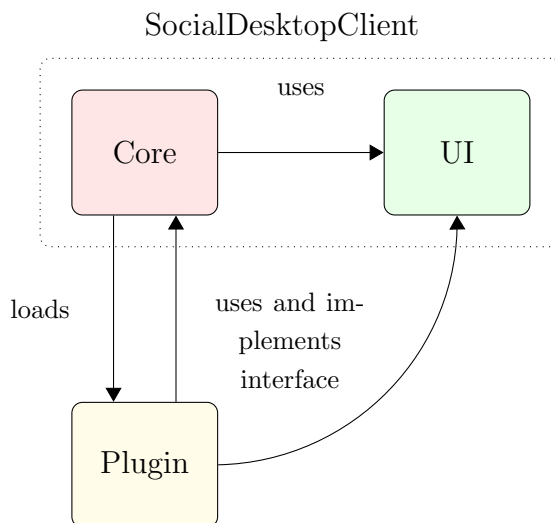 SocialDesktopClient
uses
Core
UI
loads
uses and im-
plements
interface
Plugin